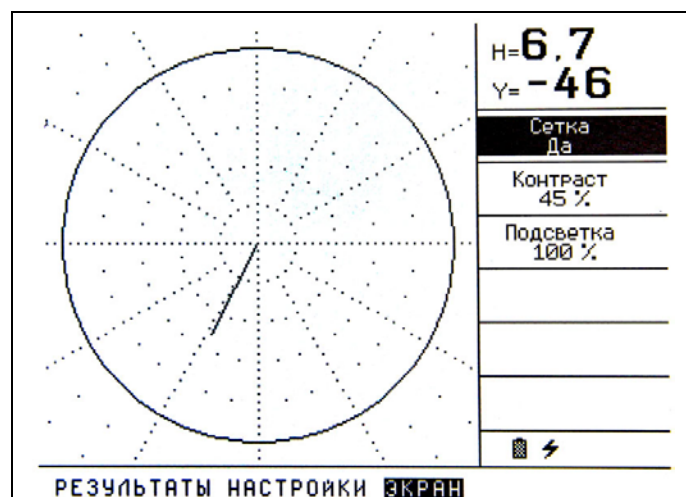 H=6,7
Y=-46
Сетка
Да
Контраст
45 %
Подсветка
100 %
РЕЗУЛЬТАТЫ НАСТРОЙКИ ЭКРАН